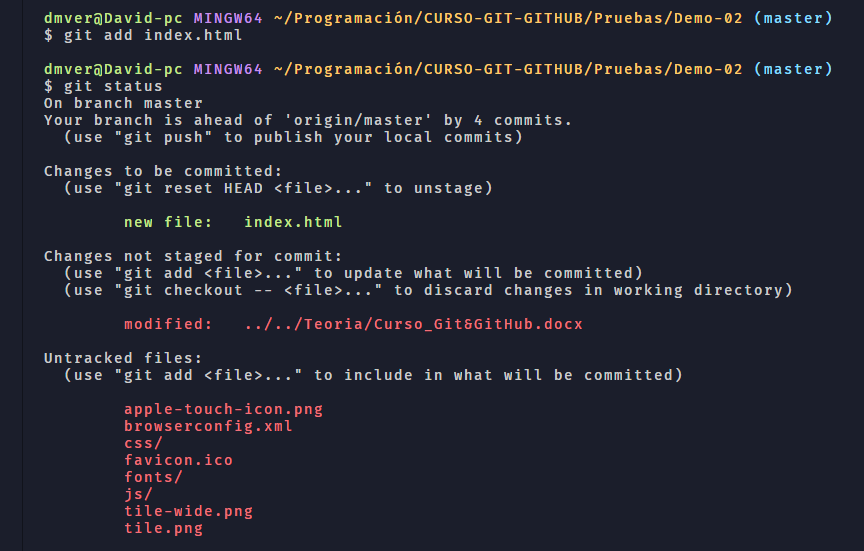 dmver@David-pc MINGW64 ~/Programación/CURSO-GIT-GITHUB/Pruebas/Demo-02 (master)
$ git add index.html
dmver@David-pc MINGW64 ~/Programación/CURSO-GIT-GITHUB/Pruebas/Demo-02 (master)
$ git status
On branch master
Your branch is ahead of 'origin/master' by 4 commits.
(use "git push" to publish your local commits)
Changes to be committed:
(use "git reset HEAD <file>..." to unstage)
new file:   index.html
Changes not staged for commit:
(use "git add <file>..." to update what will be committed)
(use "git checkout -- <file>..." to discard changes in working directory)
modified:   ../../Teoria/Curso_Git&GitHub.docx
Untracked files:
(use "git add <file>..." to include in what will be committed)
apple-touch-icon.png
browserconfig.xml
css/
favicon.ico
fonts/
js/
tile-wide.png
tile.png